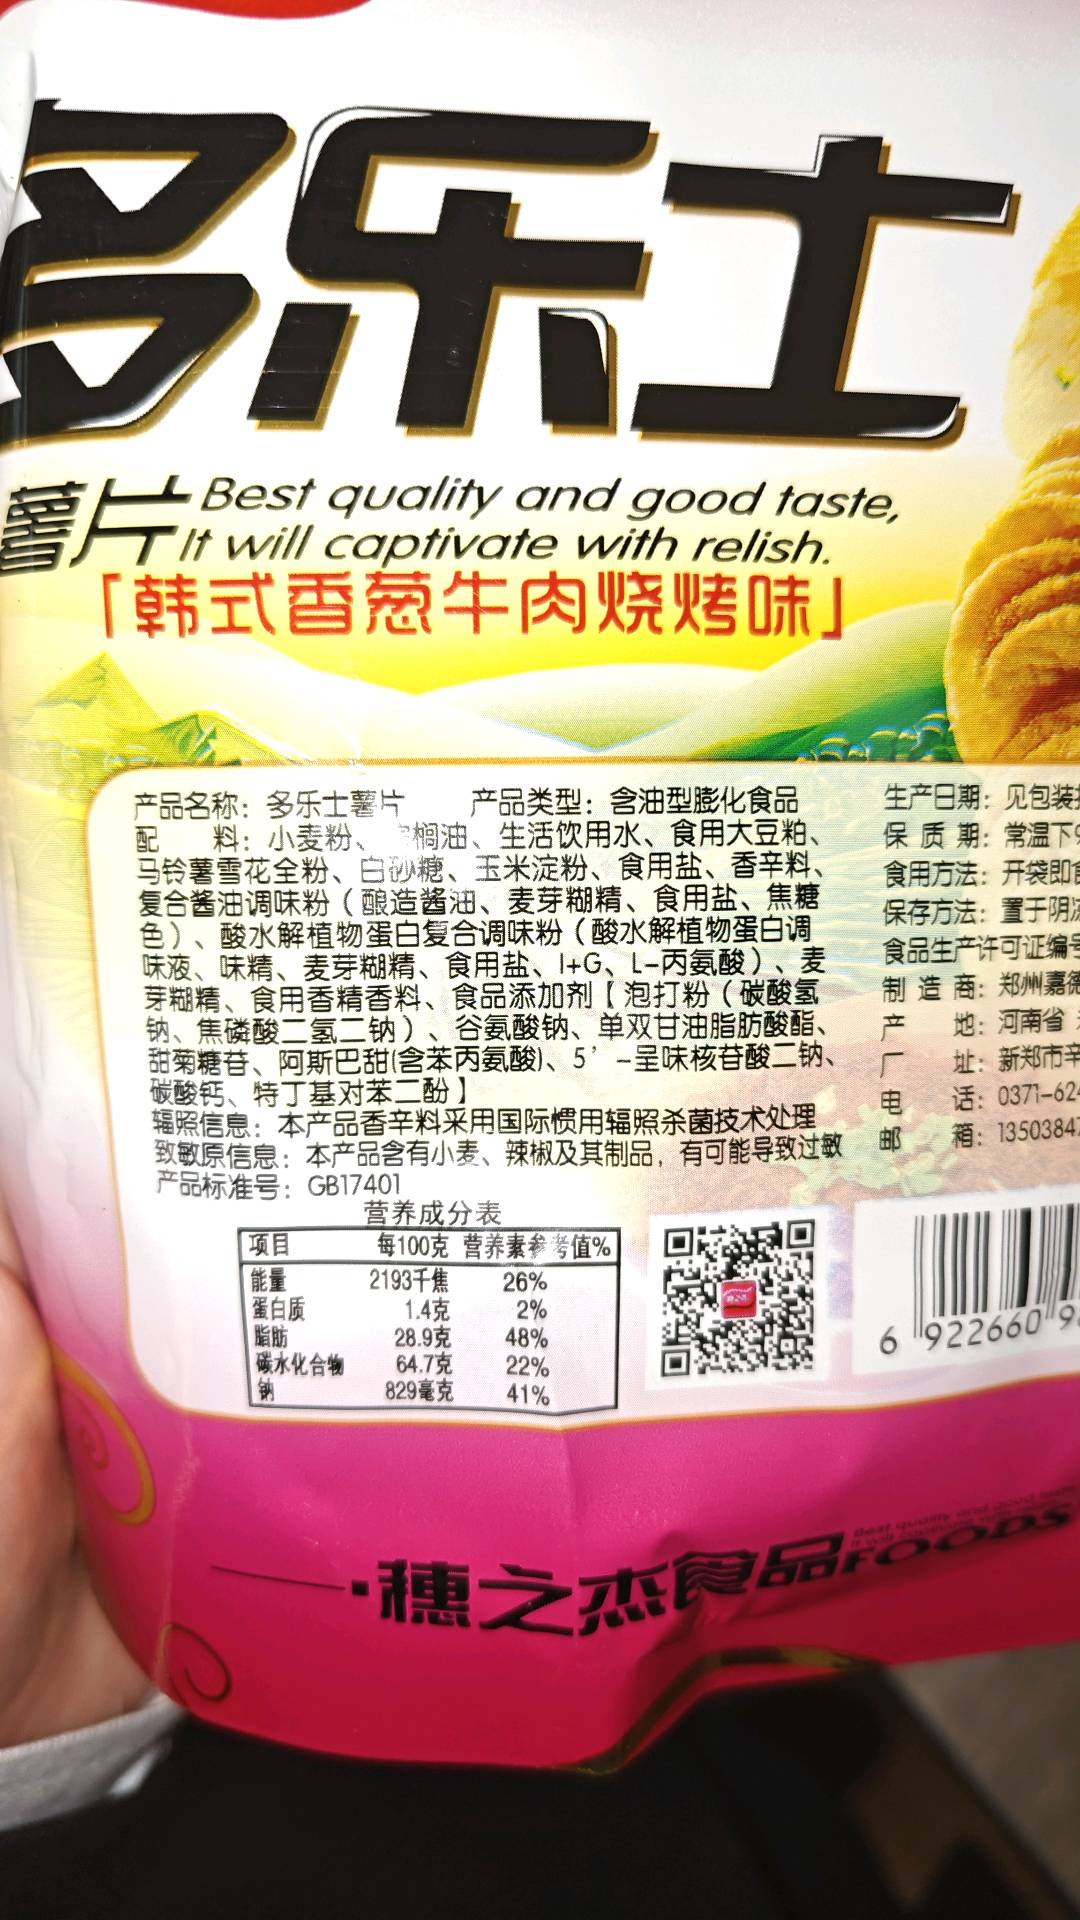 多乐士
薯片
Best quality and good taste,
It will captivate with relish.
「韩式香葱牛肉烧烤味」
产品名称：多乐士薯片 产品类型：含油型膨化食品
配 料：小麦粉、榈油、生活饮用水、食用大豆粕、
马铃薯雪花全粉、白砂糖、玉米淀粉、食用盐、香辛料、
复合酱油调味粉（酿造酱油、麦芽糊精、食用盐、焦糖
色）、酸水解植物蛋白复合调味粉（酸水解植物蛋白调
味液、味精、麦芽糊精、食用盐、I+G、L-丙氨酸）、麦
芽糊精、食用香精香料、食品添加剂【泡打粉（碳酸氢
钠、焦磷酸二氢二钠）、谷氨酸钠、单双甘油脂肪酸酯、
甜菊糖苷、阿斯巴甜(含苯丙氨酸)、5’-呈味核苷酸二钠、
碳酸钙、特丁基对苯二酚】
辐照信息：本产品香辛料采用国际惯用辐照杀菌技术处理
致敏原信息：本产品含有小麦、辣椒及其制品，有可能导致过敏
产品标准号：GB17401
营养成分表
项目 每100克 营养素参考值%
能量 2193千焦 26%
蛋白质 1.4克 2%
脂肪 28.9克 48%
碳水化合物 64.7克 22%
钠 829毫克 41%
生产日期：见包装
保 质 期：常温下
食用方法：开袋即食
保存方法：置于阴凉
食品生产许可证编号
制 造 商：郑州嘉德
产 地：河南省
厂 址：新郑市辛
电 话：0371-624
邮 箱：13503847
6 922660 9
穗之杰食品FOODS
Best quality and good taste